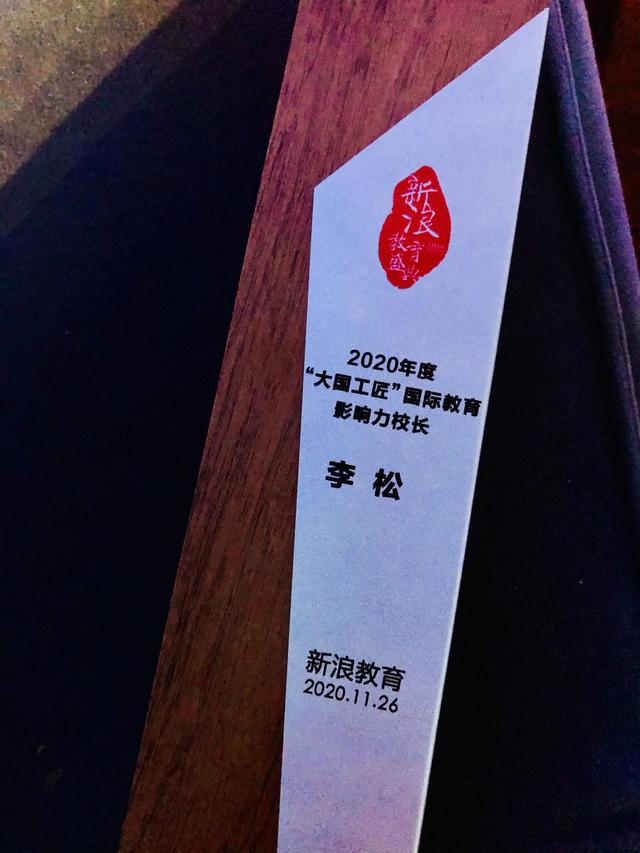 新浪
教育
盛典
2020年度
“大国工匠”国际教育
影响力校长
李 松
新浪教育
2020.11.26